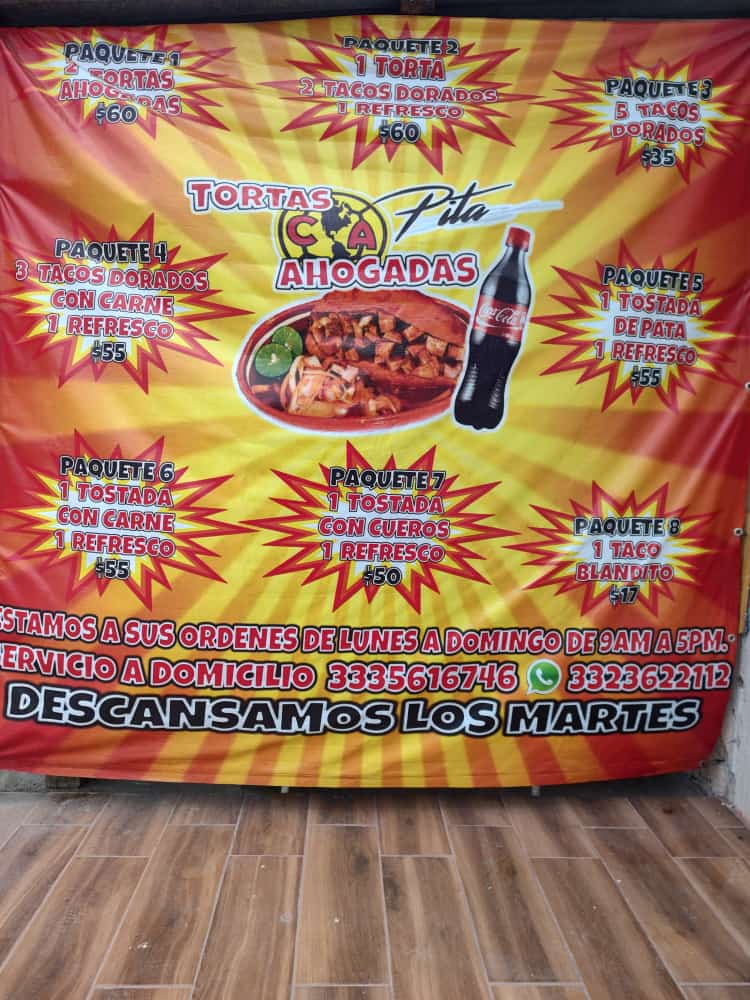 PAQUETE 1
2 TORTAS
AHOGADAS
$60
PAQUETE 2
1 TORTA
2 TACOS DORADOS
1 REFRESCO
$60
PAQUETE 3
5 TACOS
DORADOS
$35
TORTAS
CA
Pita
AHOGADAS
Coca-Cola
PAQUETE 4
3 TACOS DORADOS
CON CARNE
1 REFRESCO
$55
PAQUETE 5
1 TOSTADA
DE PATA
1 REFRESCO
$55
PAQUETE 6
1 TOSTADA
CON CARNE
1 REFRESCO
$55
PAQUETE 7
1 TOSTADA
CON CUEROS
1 REFRESCO
$50
PAQUETE 8
1 TACO
BLANDITO
$17
ESTAMOS A SUS ORDENES DE LUNES A DOMINGO DE 9AM A 5PM.
SERVICIO A DOMICILIO 3335616746 3323622112
DESCANSAMOS LOS MARTES